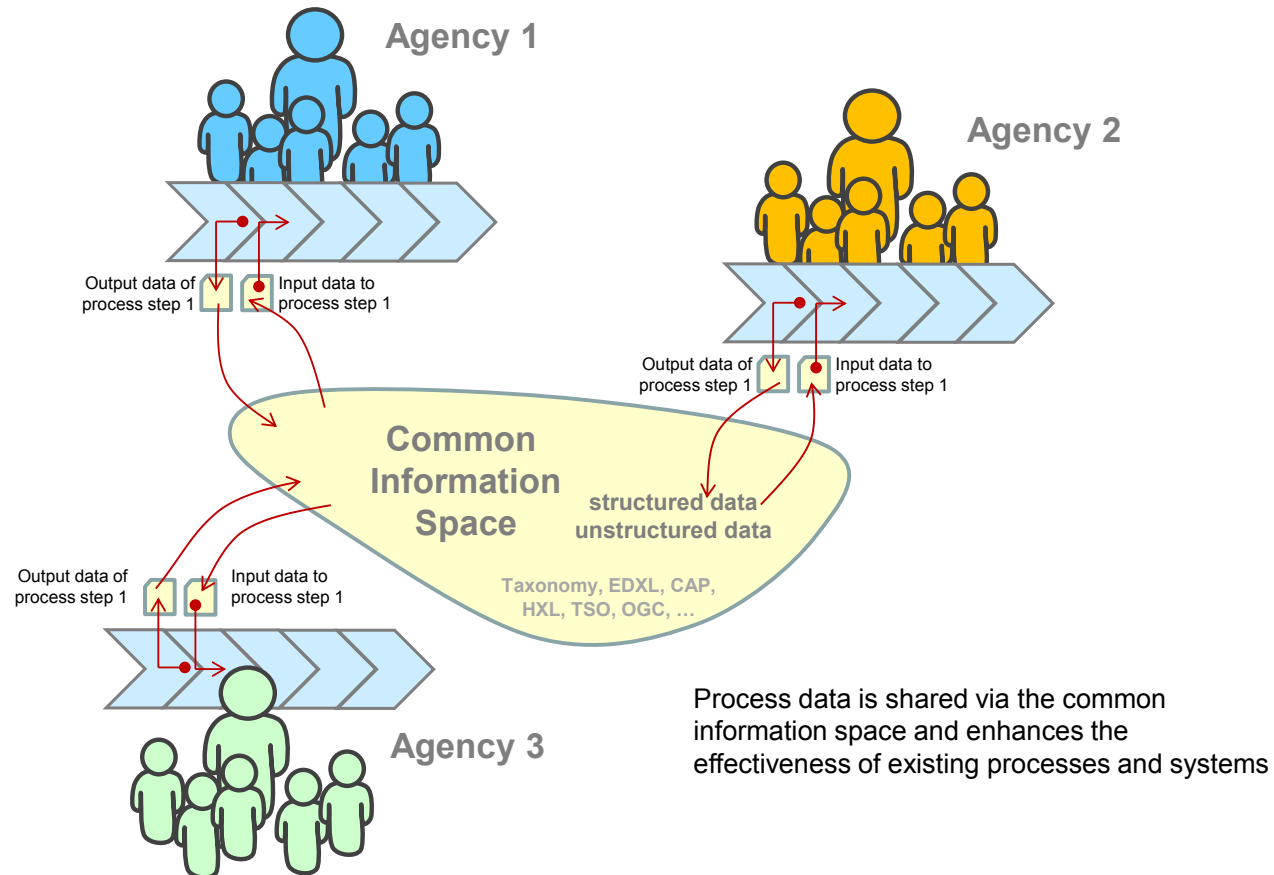 Agency 1
Agency 2
Output data of
process step 1
Input data to
process step 1
Output data of
process step 1
Input data to
process step 1
Common
Information
Space
structured data
unstructured data
Taxonomy, EDXL, CAP,
HXL, TSO, OGC, ...
Output data of
process step 1
Input data to
process step 1
Agency 3
Process data is shared via the common
information space and enhances the
effectiveness of existing processes and systems